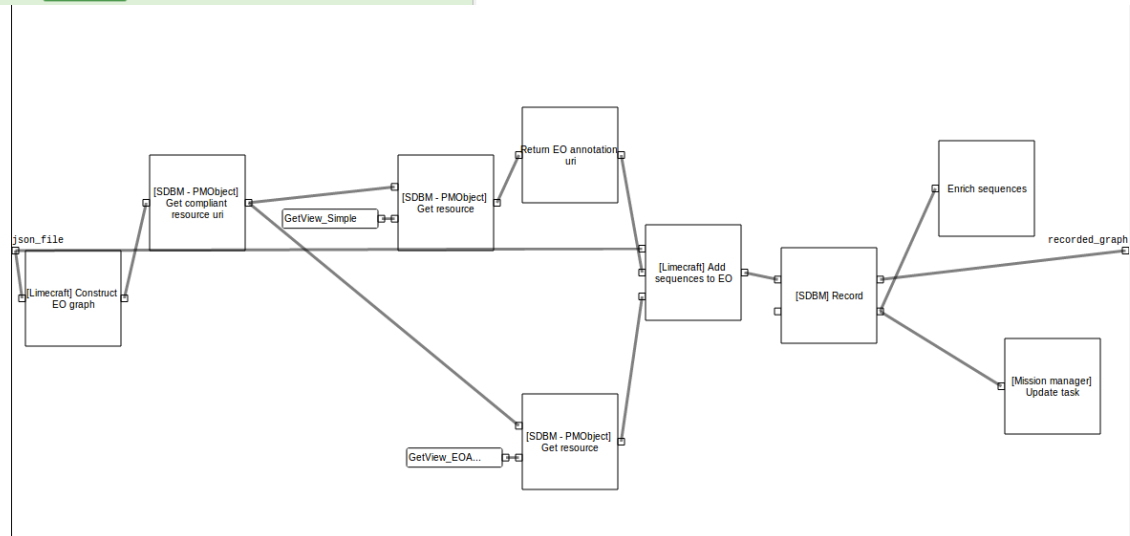 Return EO annotation
uri
[SDBM - PMObject]
Get compliant
resource uri
[SDBM - PMObject]
Get resource
Enrich sequences
GetView_Simple
json_file
recorded_graph
[Limecraft] Add
sequences to EO
[Limecraft] Construct
EO graph
[SDBM] Record
[Mission manager]
Update task
[SDBM - PMObject]
Get resource
GetView_EOA...